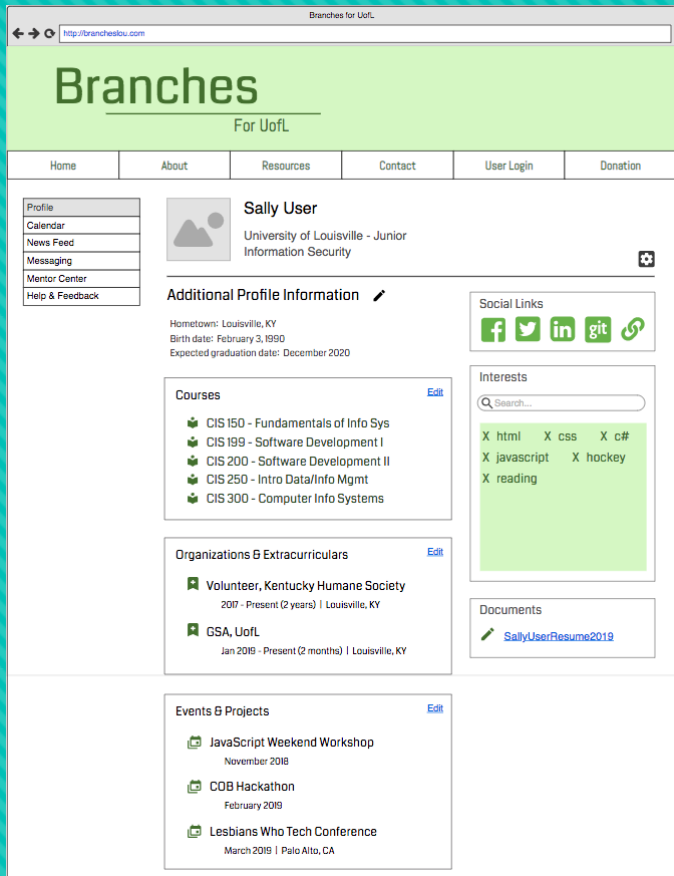 Branches for UofL
http://brancheslou.com
Branches
For UofL
Home About Resources Contact User Login Donation
Profile
Calendar
News Feed
Messaging
Mentor Center
Help & Feedback
Sally User
University of Louisville - Junior
Information Security
Additional Profile Information
Hometown: Louisville, KY
Birth date: February 3, 1990
Expected graduation date: December 2020
Courses Edit
CIS 150 - Fundamentals of Info Sys
CIS 199 - Software Development I
CIS 200 - Software Development II
CIS 250 - Intro Data/Info Mgmt
CIS 300 - Computer Info Systems
Organizations & Extracurriculars Edit
Volunteer, Kentucky Humane Society
2017 - Present (2 years) | Louisville, KY
GSA, UofL
Jan 2019 - Present (2 months) | Louisville, KY
Events & Projects Edit
JavaScript Weekend Workshop
November 2018
COB Hackathon
February 2019
Lesbians Who Tech Conference
March 2019 | Palo Alto, CA
Social Links
in git
Interests
Search...
X html X css X c#
X javascript X hockey
X reading
Documents
SallyUserResume2019